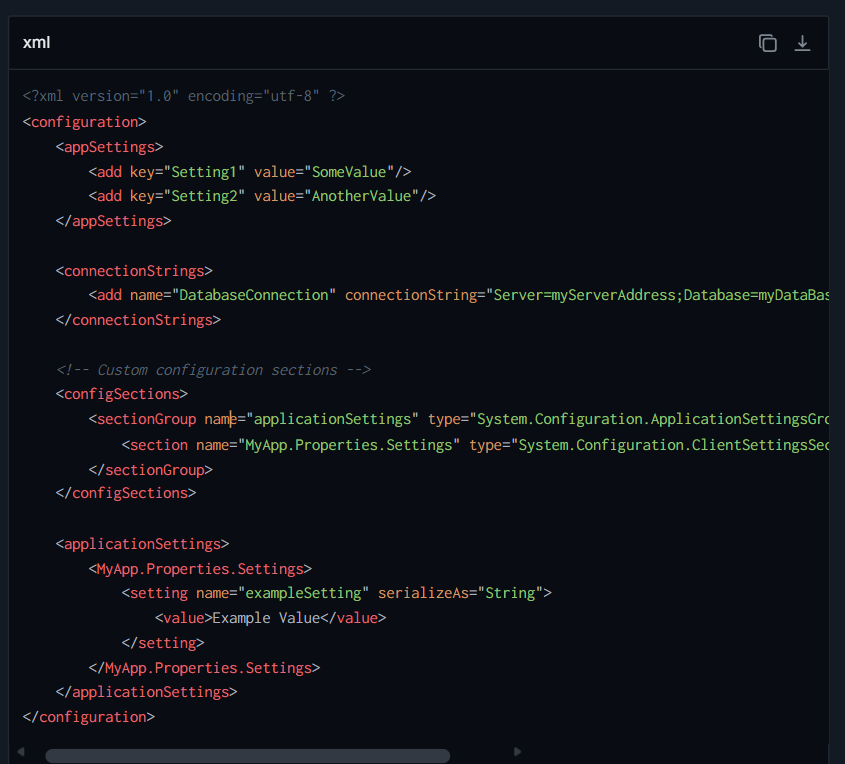 xml
<?xml version="1.0" encoding="utf-8" ?>
<configuration>
    <appSettings>
        <add key="Setting1" value="SomeValue"/>
        <add key="Setting2" value="AnotherValue"/>
    </appSettings>

    <connectionStrings>
        <add name="DatabaseConnection" connectionString="Server=myServerAddress;Database=myDataBas
    </connectionStrings>

    <!-- Custom configuration sections -->
    <configSections>
        <sectionGroup name="applicationSettings" type="System.Configuration.ApplicationSettingsGro
            <section name="MyApp.Properties.Settings" type="System.Configuration.ClientSettingsSec
        </sectionGroup>
    </configSections>

    <applicationSettings>
        <MyApp.Properties.Settings>
            <setting name="exampleSetting" serializeAs="String">
                <value>Example Value</value>
            </setting>
        </MyApp.Properties.Settings>
    </applicationSettings>
</configuration>